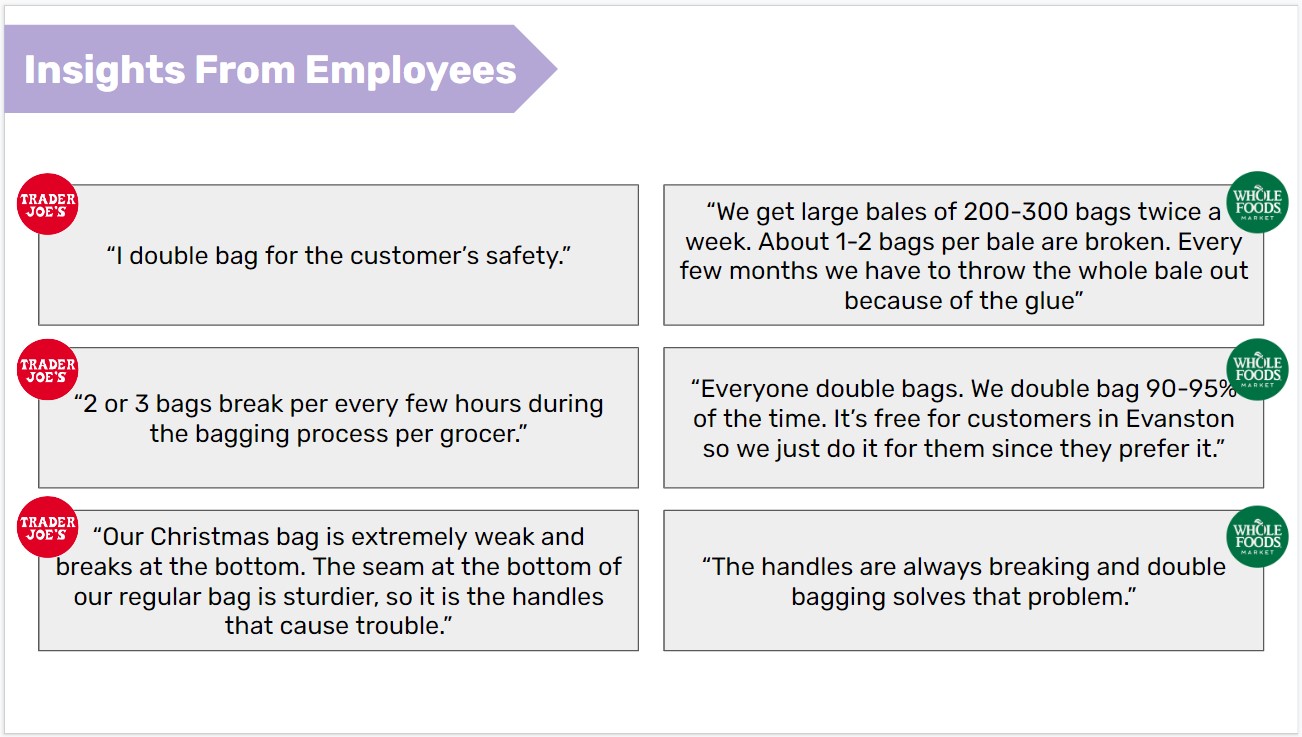 Insights From Employees
TRADER
JOE'S
“I double bag for the customer’s safety.”
WHOLE
FOODS
MARKET
“We get large bales of 200-300 bags twice a
week. About 1-2 bags per bale are broken. Every
few months we have to throw the whole bale out
because of the glue”
TRADER
JOE'S
“2 or 3 bags break per every few hours during
the bagging process per grocer.”
WHOLE
FOODS
MARKET
“Everyone double bags. We double bag 90-95%
of the time. It’s free for customers in Evanston
so we just do it for them since they prefer it.”
TRADER
JOE'S
“Our Christmas bag is extremely weak and
breaks at the bottom. The seam at the bottom of
our regular bag is sturdier, so it is the handles
that cause trouble.”
WHOLE
FOODS
MARKET
“The handles are always breaking and double
bagging solves that problem.”